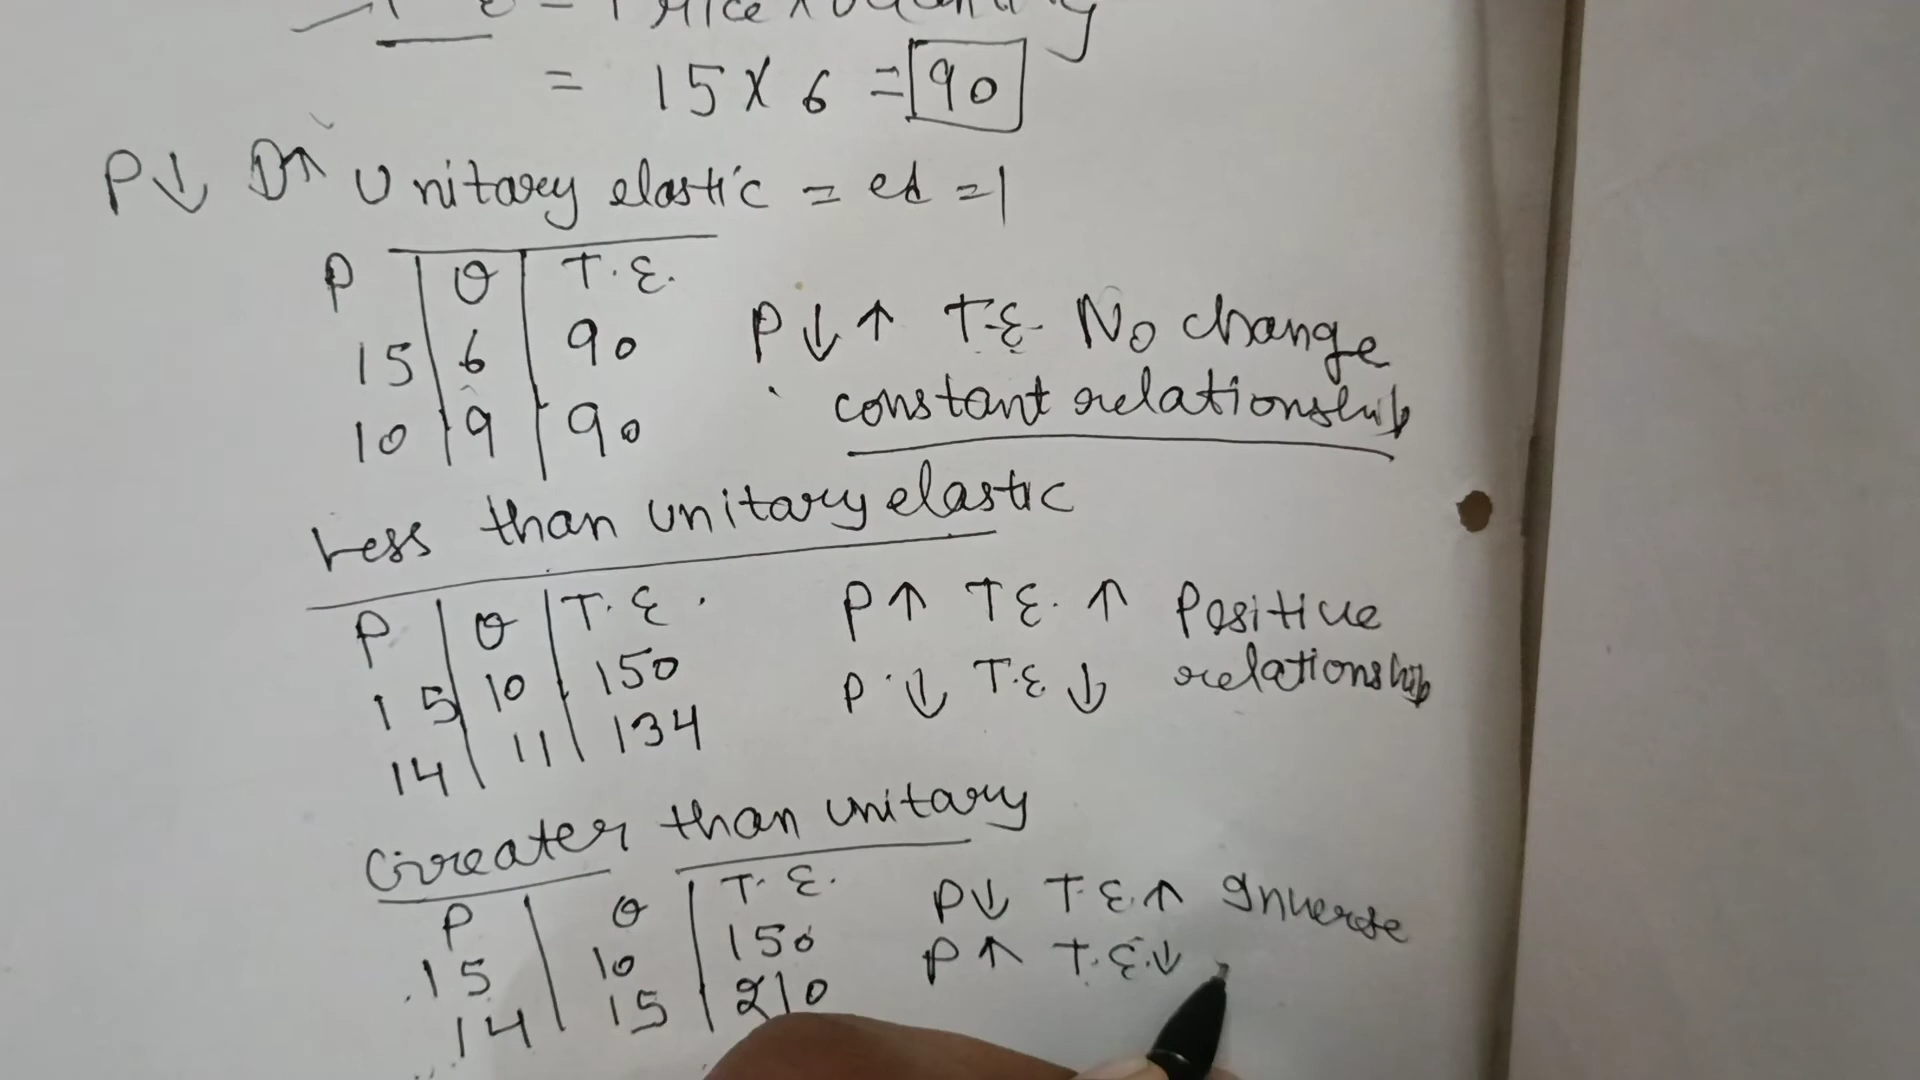 = Price X Quantity
= 15 X 6 = 90
P↓ D↑ Unitary elastic = ed = 1
P Q T.E.
15 6 90
10 9 90
P↓↑ T.E. No change
constant relationship
Less than unitary elastic
P Q T.E.
15 10 150
14 11 134
P↑ T.E. ↑ Positive
P↓ T.E ↓ relationship
Greater than unitary
P Q T.E.
15 10 150
14 15 210
P↓ T.E.↑ Inverse
P↑ T.E.↓